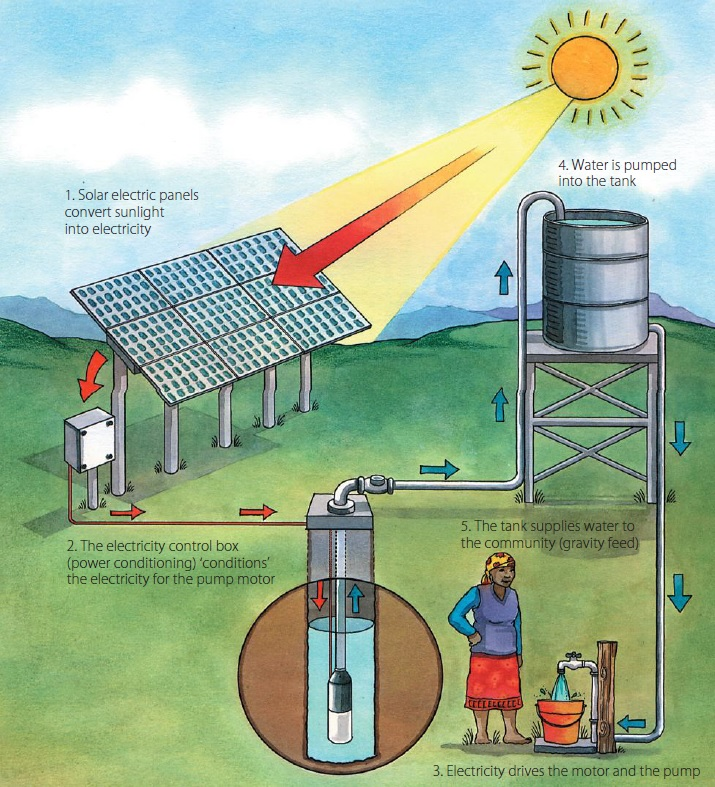 1. Solar electric panels
convert sunlight
into electricity
2. The electricity control box
(power conditioning) ‘conditions’
the electricity for the pump motor
3. Electricity drives the motor and the pump
4. Water is pumped
into the tank
5. The tank supplies water to
the community (gravity feed)